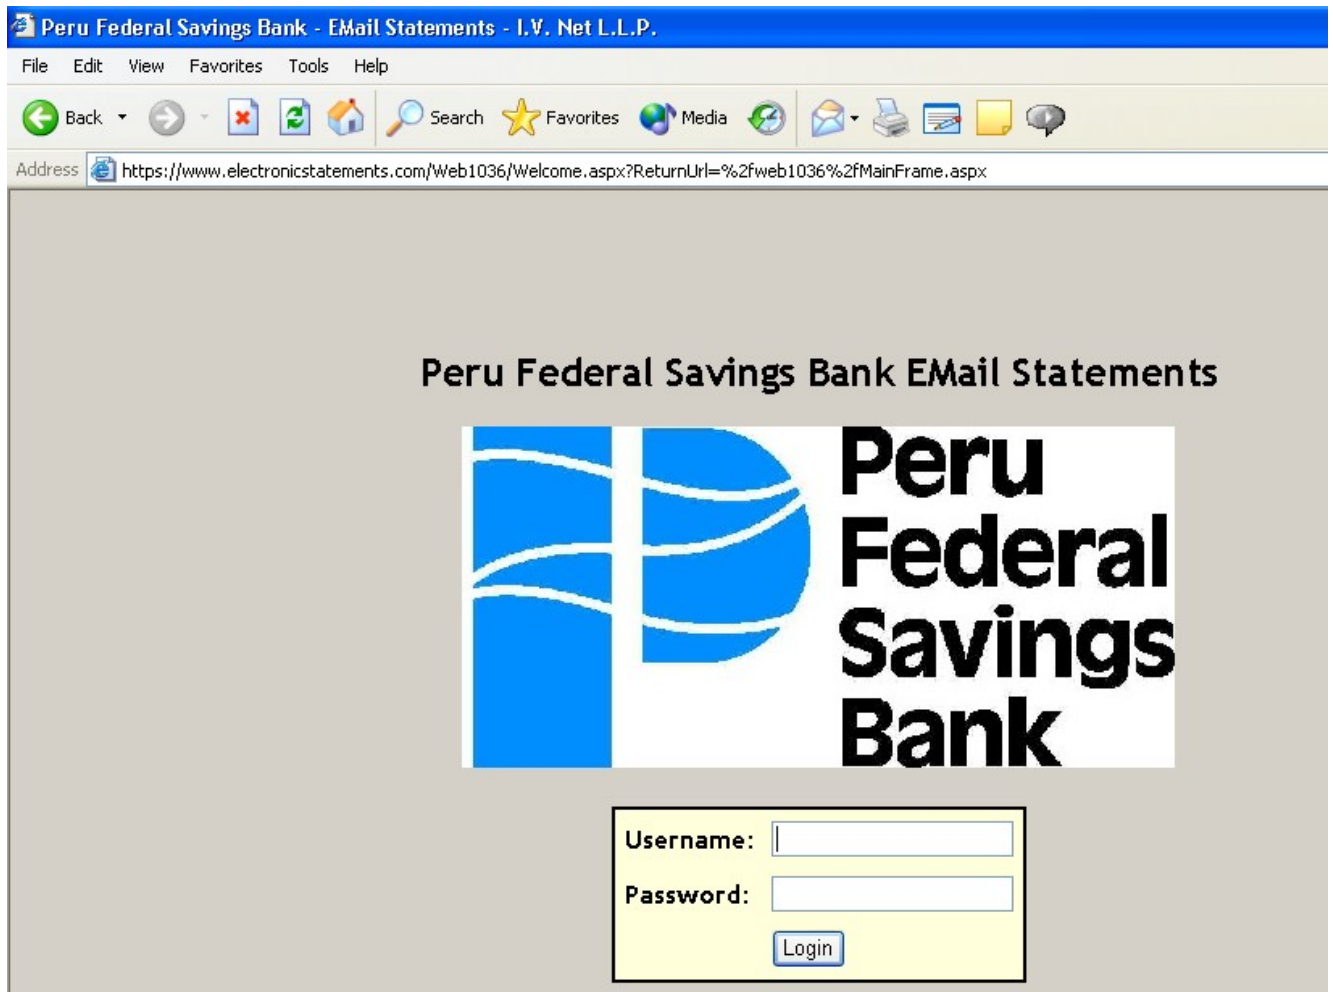 Peru Federal Savings Bank - EMail Statements - I.V. Net L.L.P.
File Edit View Favorites Tools Help
Back Search Favorites Media
Address https://www.electronicstatements.com/Web1036/Welcome.aspx?ReturnUrl=%2fweb1036%2fMainFrame.aspx
Peru Federal Savings Bank EMail Statements
Peru
Federal
Savings
Bank
Username:
Password:
Login